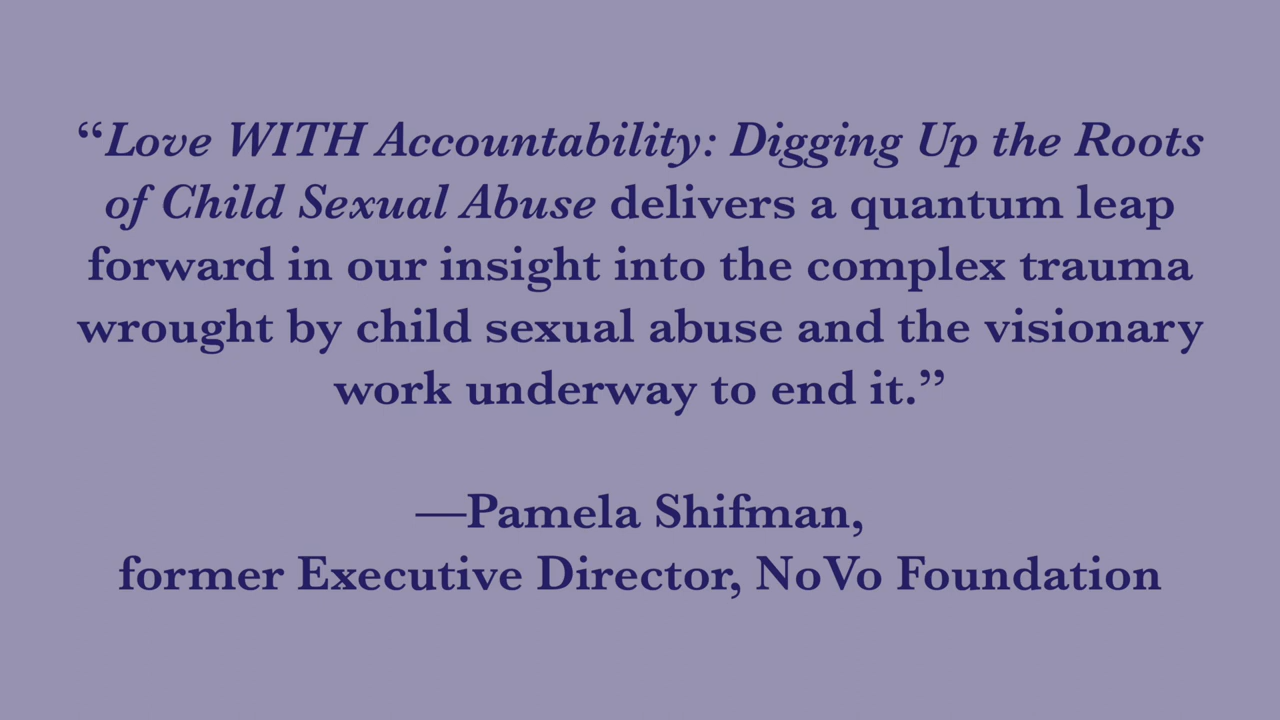 “Love WITH Accountability: Digging Up the Roots
of Child Sexual Abuse delivers a quantum leap
forward in our insight into the complex trauma
wrought by child sexual abuse and the visionary
work underway to end it.”
—Pamela Shifman,
former Executive Director, NoVo Foundation